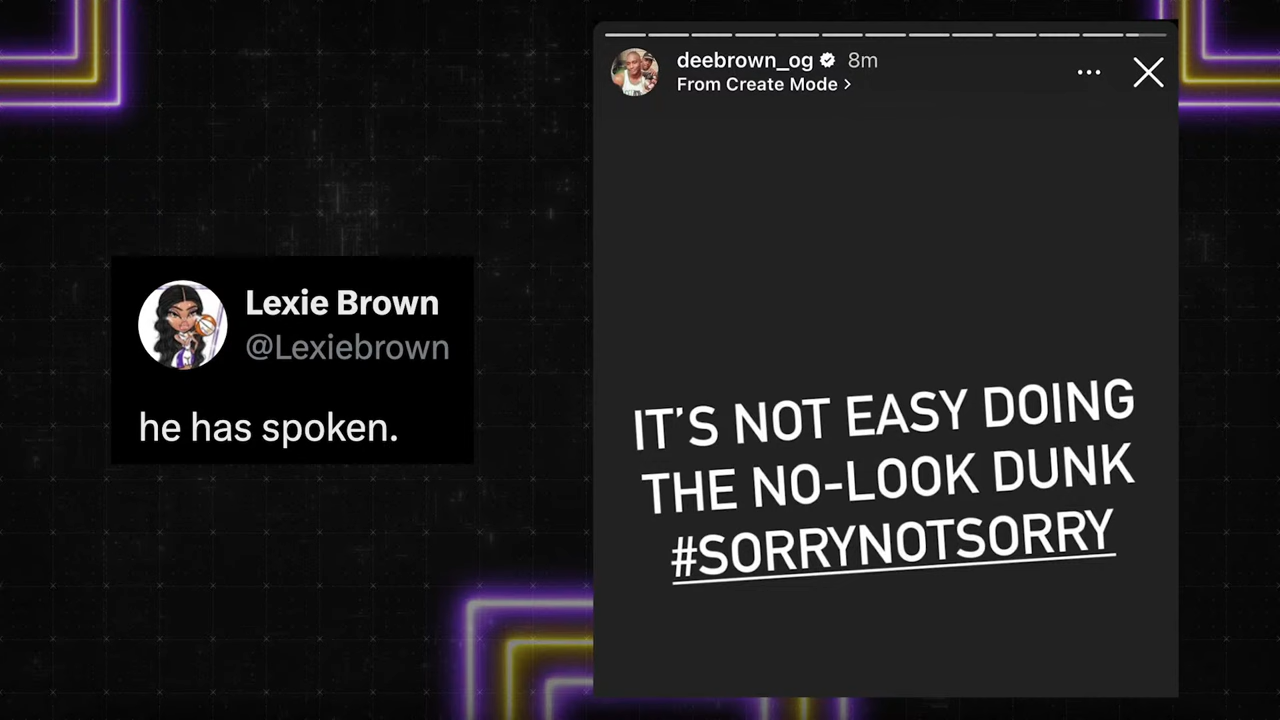 Lexie Brown
@Lexiebrown
he has spoken.
deebrown_og 8m
From Create Mode >
IT'S NOT EASY DOING
THE NO-LOOK DUNK
#SORRYNOTSORRY